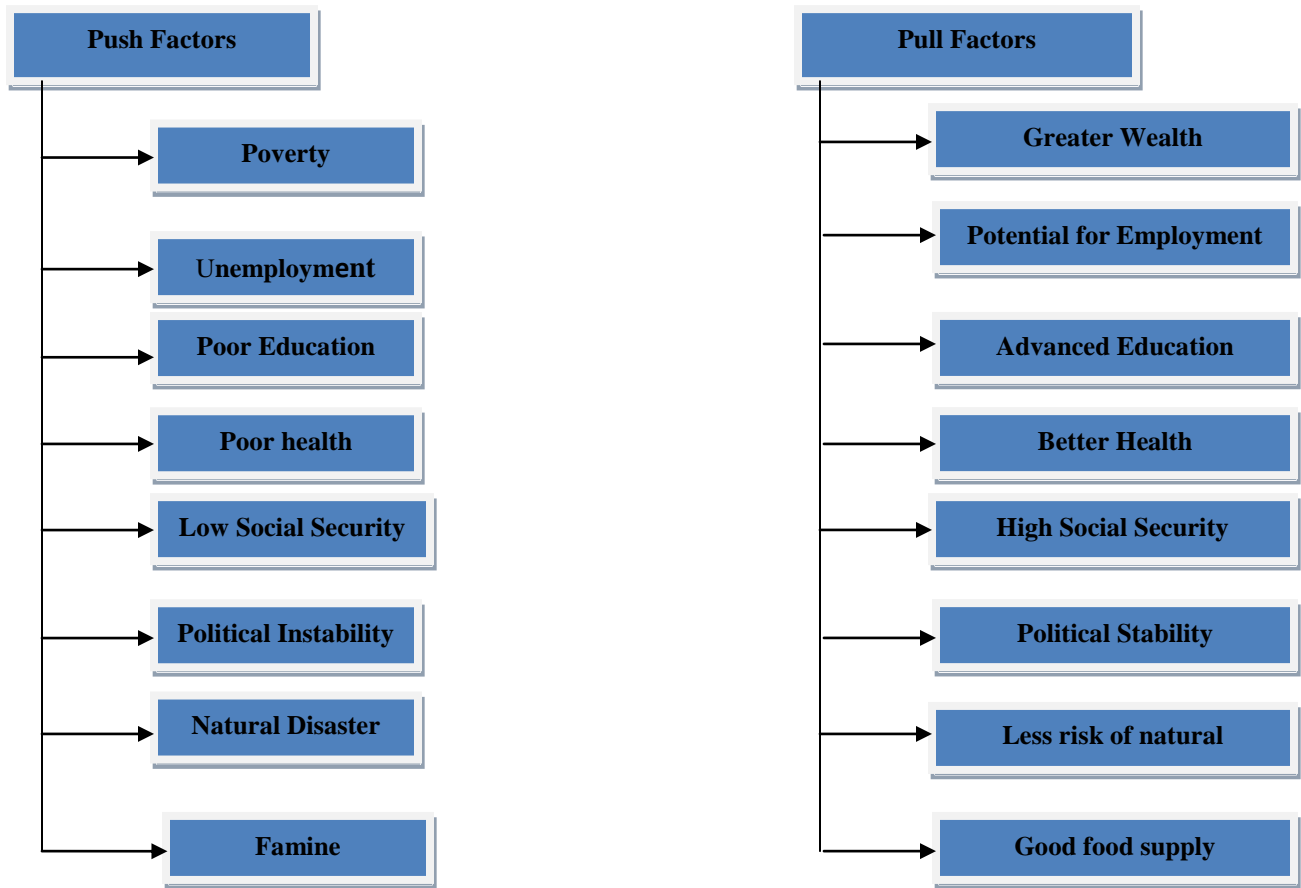 Push Factors
Poverty
Unemployment
Poor Education
Poor health
Low Social Security
Political Instability
Natural Disaster
Famine
Pull Factors
Greater Wealth
Potential for Employment
Advanced Education
Better Health
High Social Security
Political Stability
Less risk of natural
Good food supply